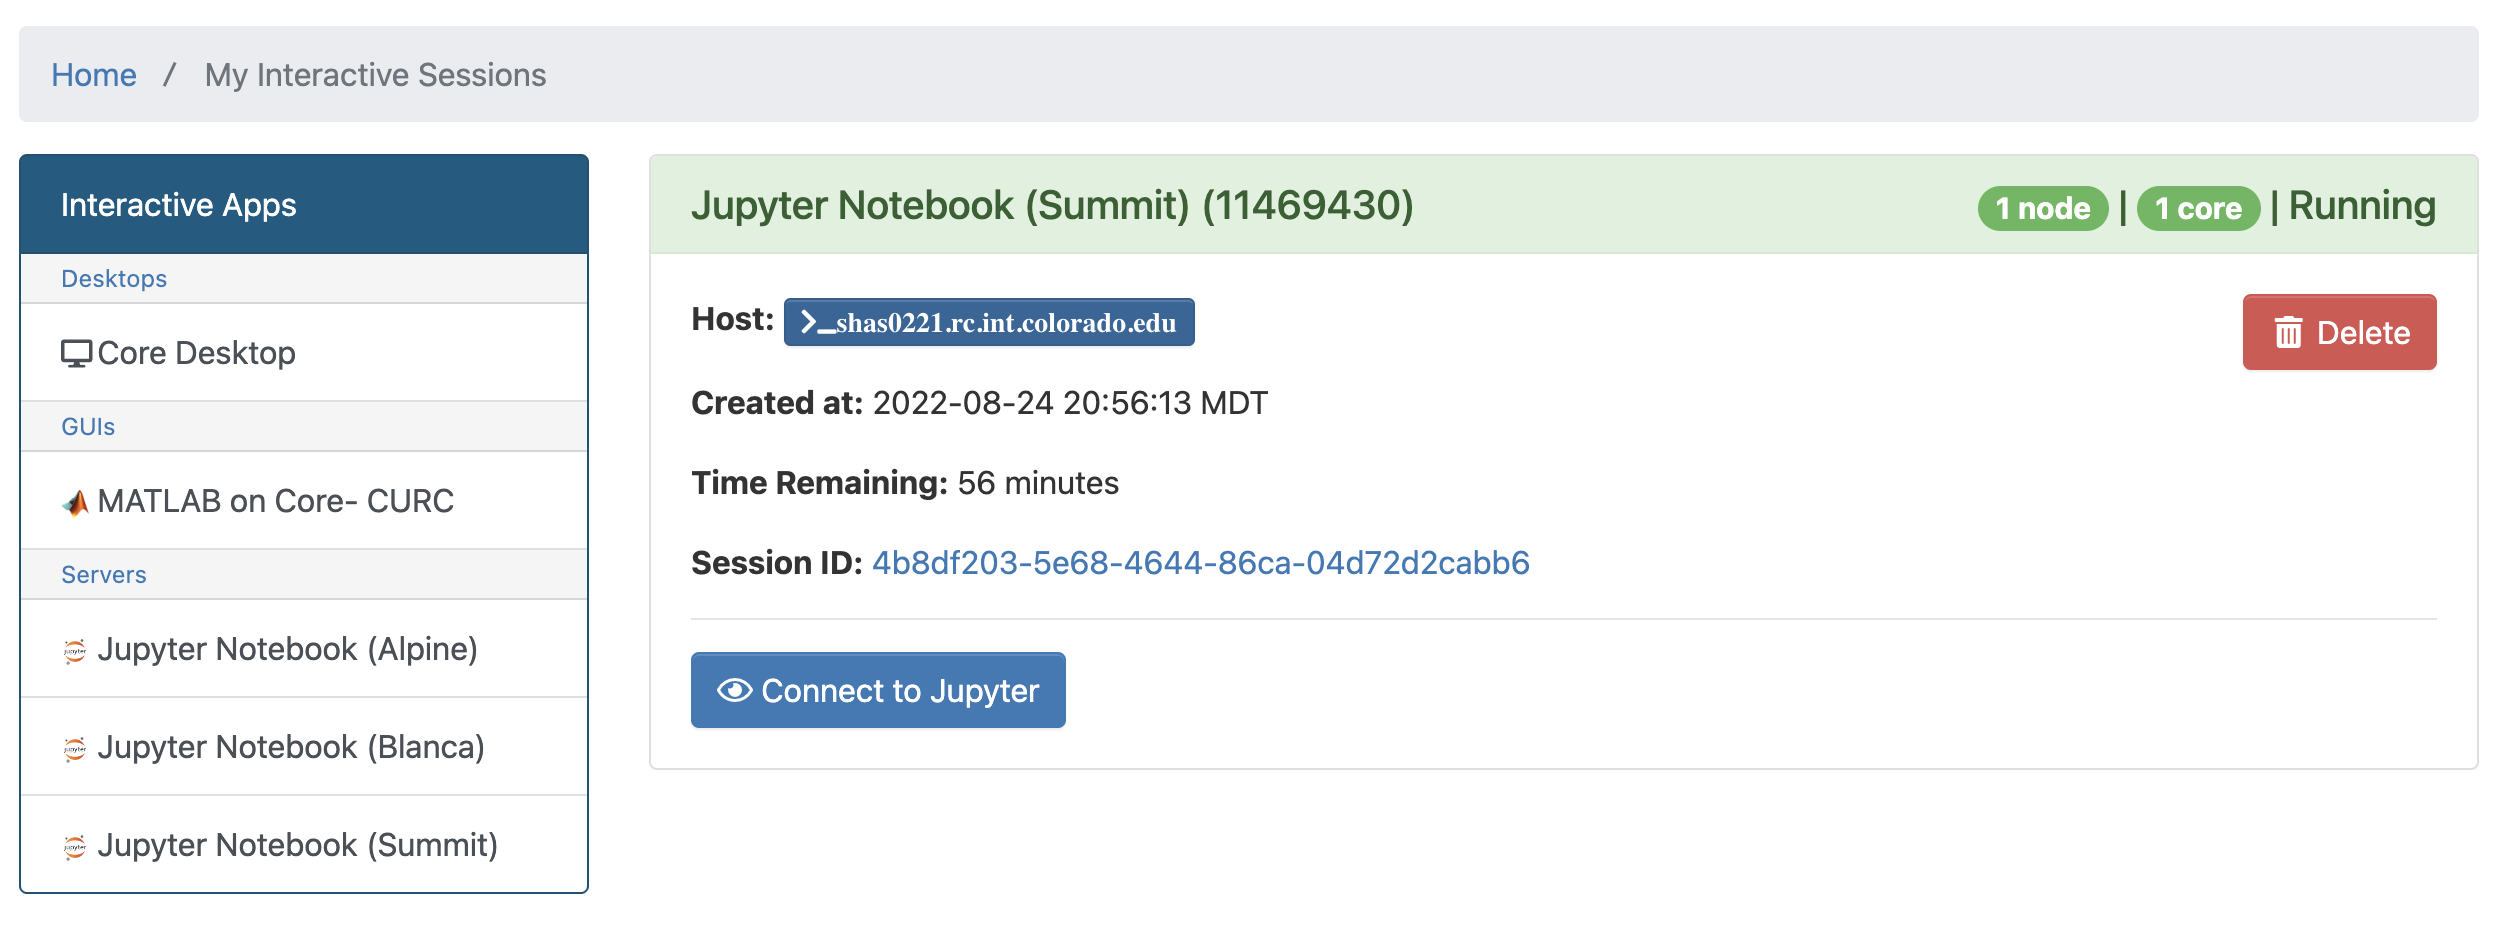 Home / My Interactive Sessions
Interactive Apps
Desktops
Core Desktop
GUIs
MATLAB on Core- CURC
Servers
Jupyter Notebook (Alpine)
Jupyter Notebook (Blanca)
Jupyter Notebook (Summit)
Jupyter Notebook (Summit) (11469430)
1 node | 1 core | Running
Host: >_shas0221.rc.int.colorado.edu
Delete
Created at: 2022-08-24 20:56:13 MDT
Time Remaining: 56 minutes
Session ID: 4b8df203-5e68-4644-86ca-04d72d2cabb6
Connect to Jupyter